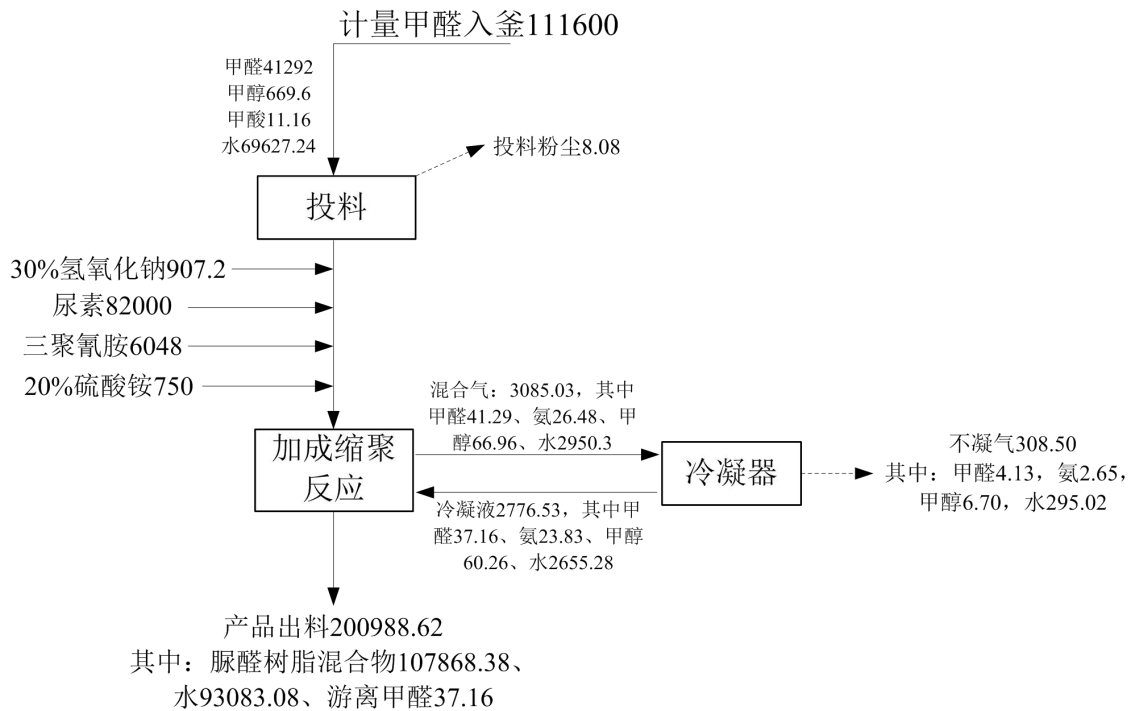 计量甲醛入釜111600
甲醛41292
甲醇669.6
甲酸11.16
水69627.24
投料粉尘8.08
投料
30%氢氧化钠907.2
尿素82000
三聚氰胺6048
20%硫酸铵750
混合气：3085.03，其中
甲醛41.29、氨26.48、甲
醇66.96、水2950.3
加成缩聚
反应
冷凝器
不凝气308.50
其中：甲醛4.13，氨2.65，
甲醇6.70，水295.02
冷凝液2776.53，其中甲
醛37.16、氨23.83、甲醇
60.26、水2655.28
产品出料200988.62
其中：脲醛树脂混合物107868.38、
水93083.08、游离甲醛37.16